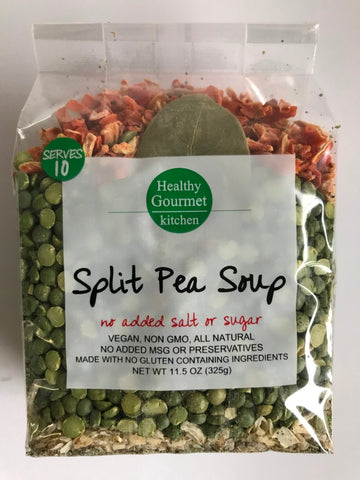 SERVES
10
Healthy
Gourmet
kitchen
Split Pea Soup
no added salt or sugar
VEGAN, NON GMO, ALL NATURAL
NO ADDED MSG OR PRESERVATIVES
MADE WITH NO GLUTEN CONTAINING INGREDIENTS
NET WT 11.5 OZ (325g)